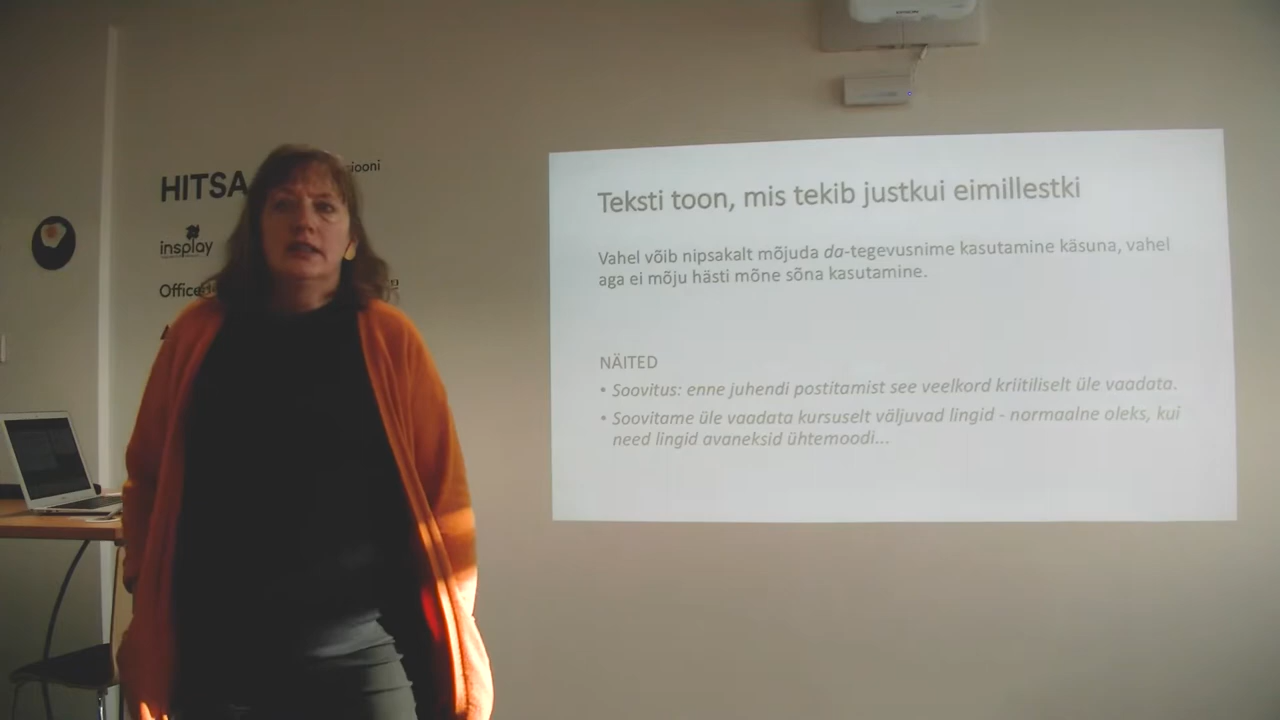 HITSA
insplay
Office
Teksti toon, mis tekib justkui eimillestki
Vahel võib nipsakalt mõjuda da-tegevusnime kasutamine käsuna, vahel
aga ei mõju hästi mõne sõna kasutamine.
NÄITED
• Soovitus: enne juhendi postitamist see veelkord kriitiliselt üle vaadata.
• Soovitame üle vaadata kursuselt väljuvad lingid - normaalne oleks, kui
need lingid avaneksid ühtemoodi...